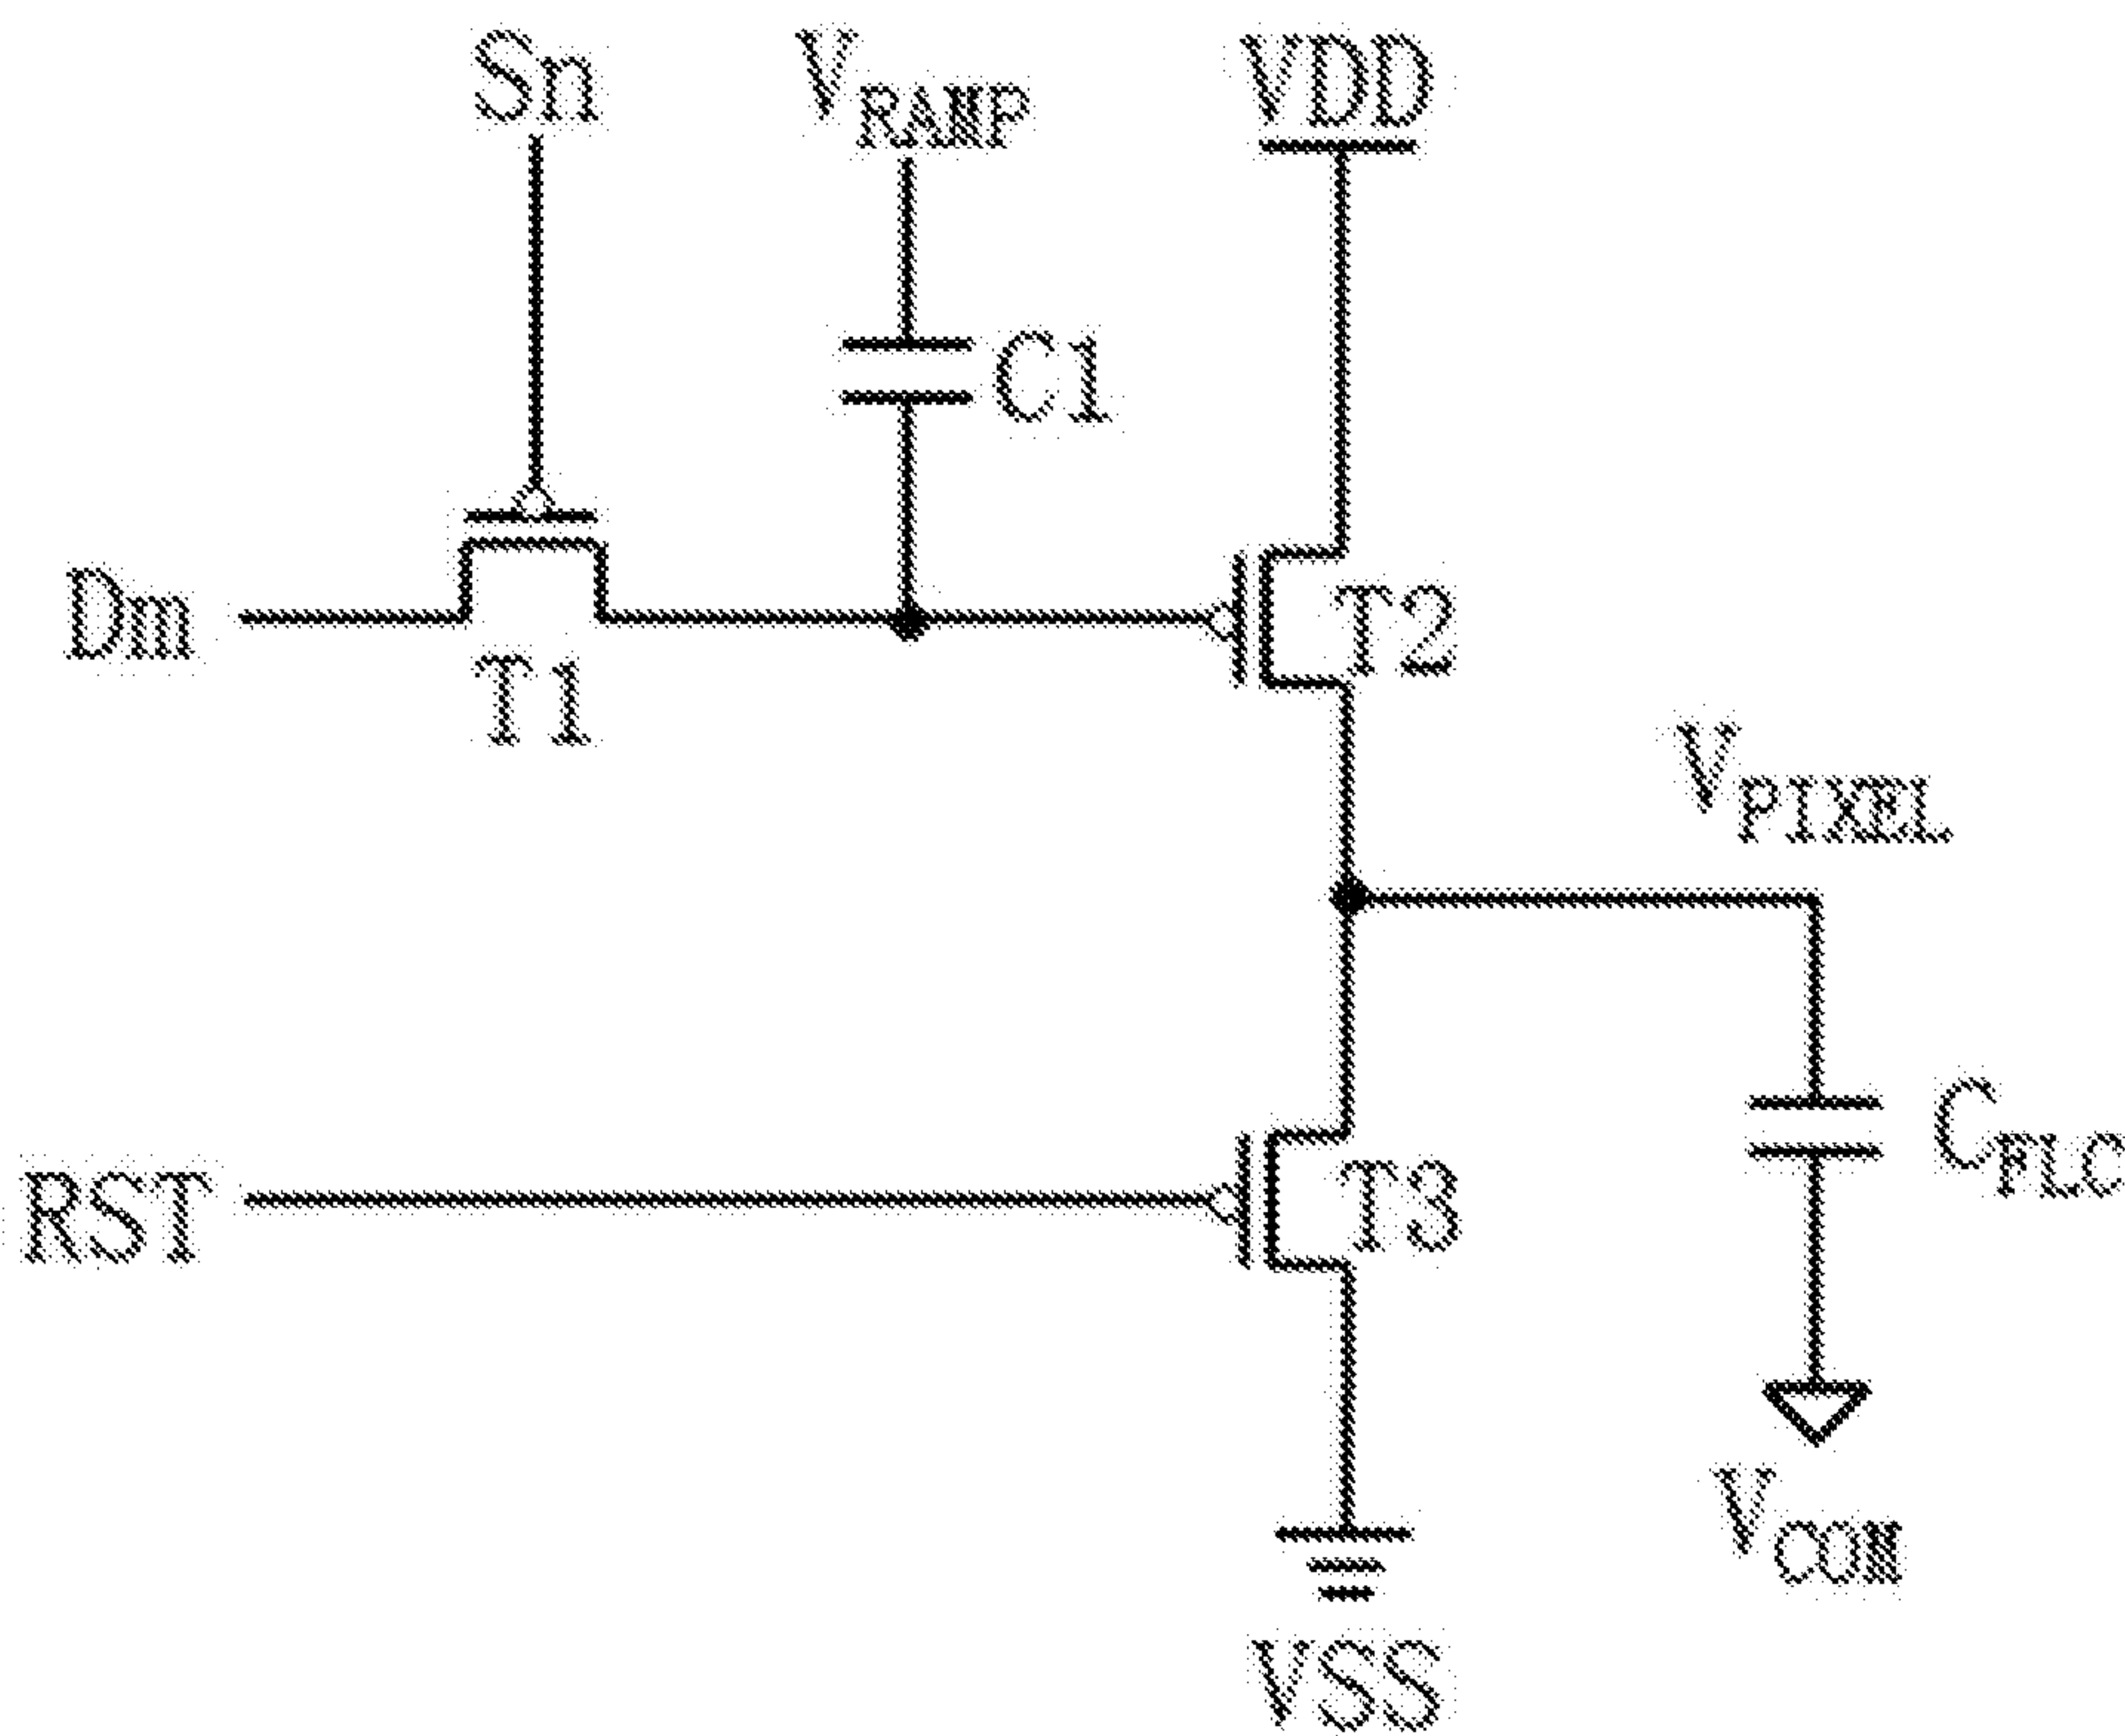 Sn
VRAMP
VDD
C1
Dm
T1
T2
VPIXEL
RST
T3
CFLC
VCOM
VSS